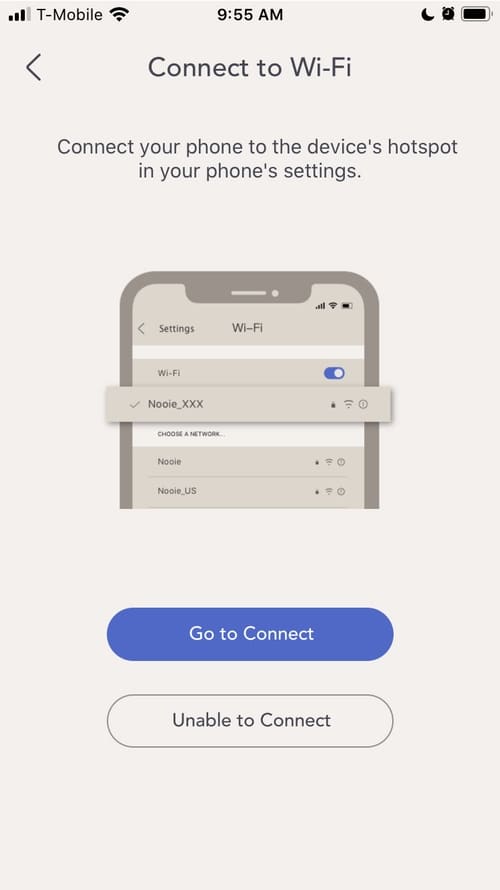 T-Mobile 9:55 AM
Connect to Wi-Fi
Connect your phone to the device's hotspot
in your phone's settings.
Settings Wi-Fi
Wi-Fi
Nooie_XXX
CHOOSE A NETWORK...
Nooie
Nooie_US
Go to Connect
Unable to Connect